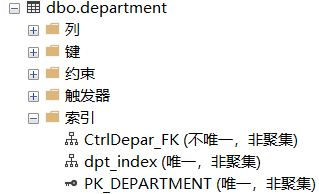 dbo.department
列
键
约束
触发器
索引
CtrlDepar_FK (不唯一，非聚集)
dpt_index (唯一，非聚集)
PK_DEPARTMENT (唯一，非聚集)